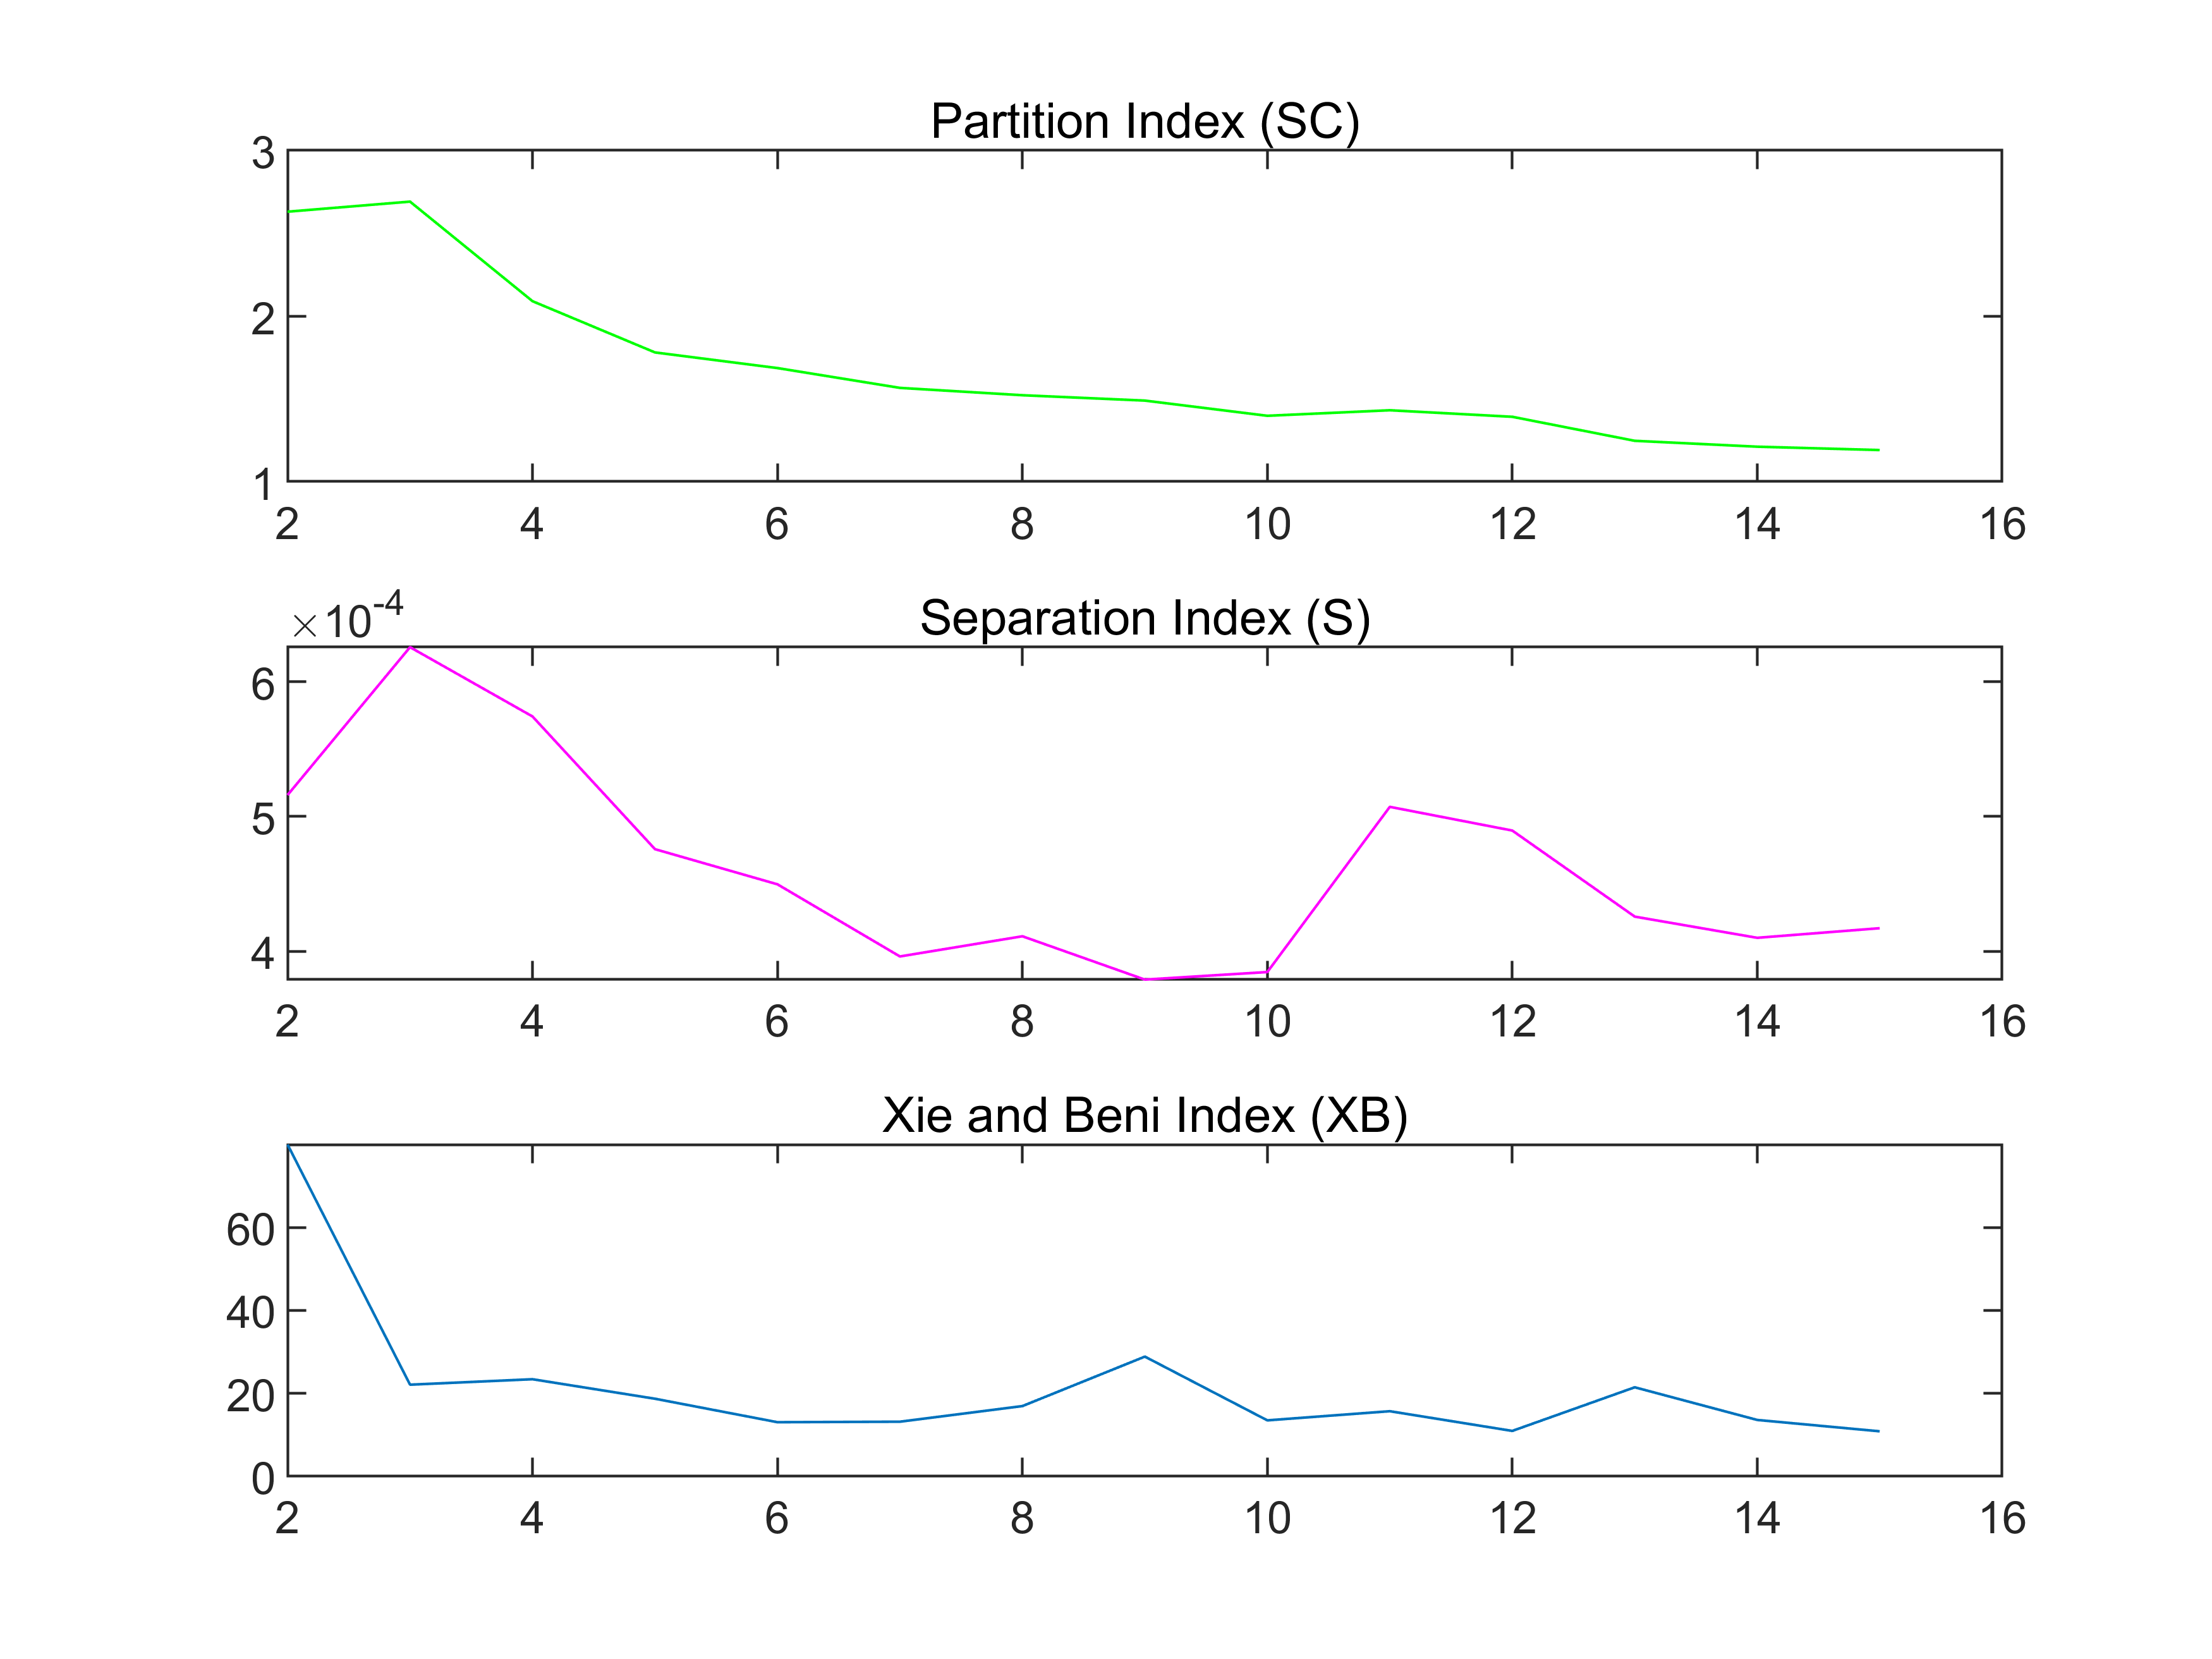 Partition Index (SC)
3
2
1
2 4 6 8 10 12 14 16
×10-4
Separation Index (S)
6
5
4
2 4 6 8 10 12 14 16
Xie and Beni Index (XB)
60
40
20
0
2 4 6 8 10 12 14 16